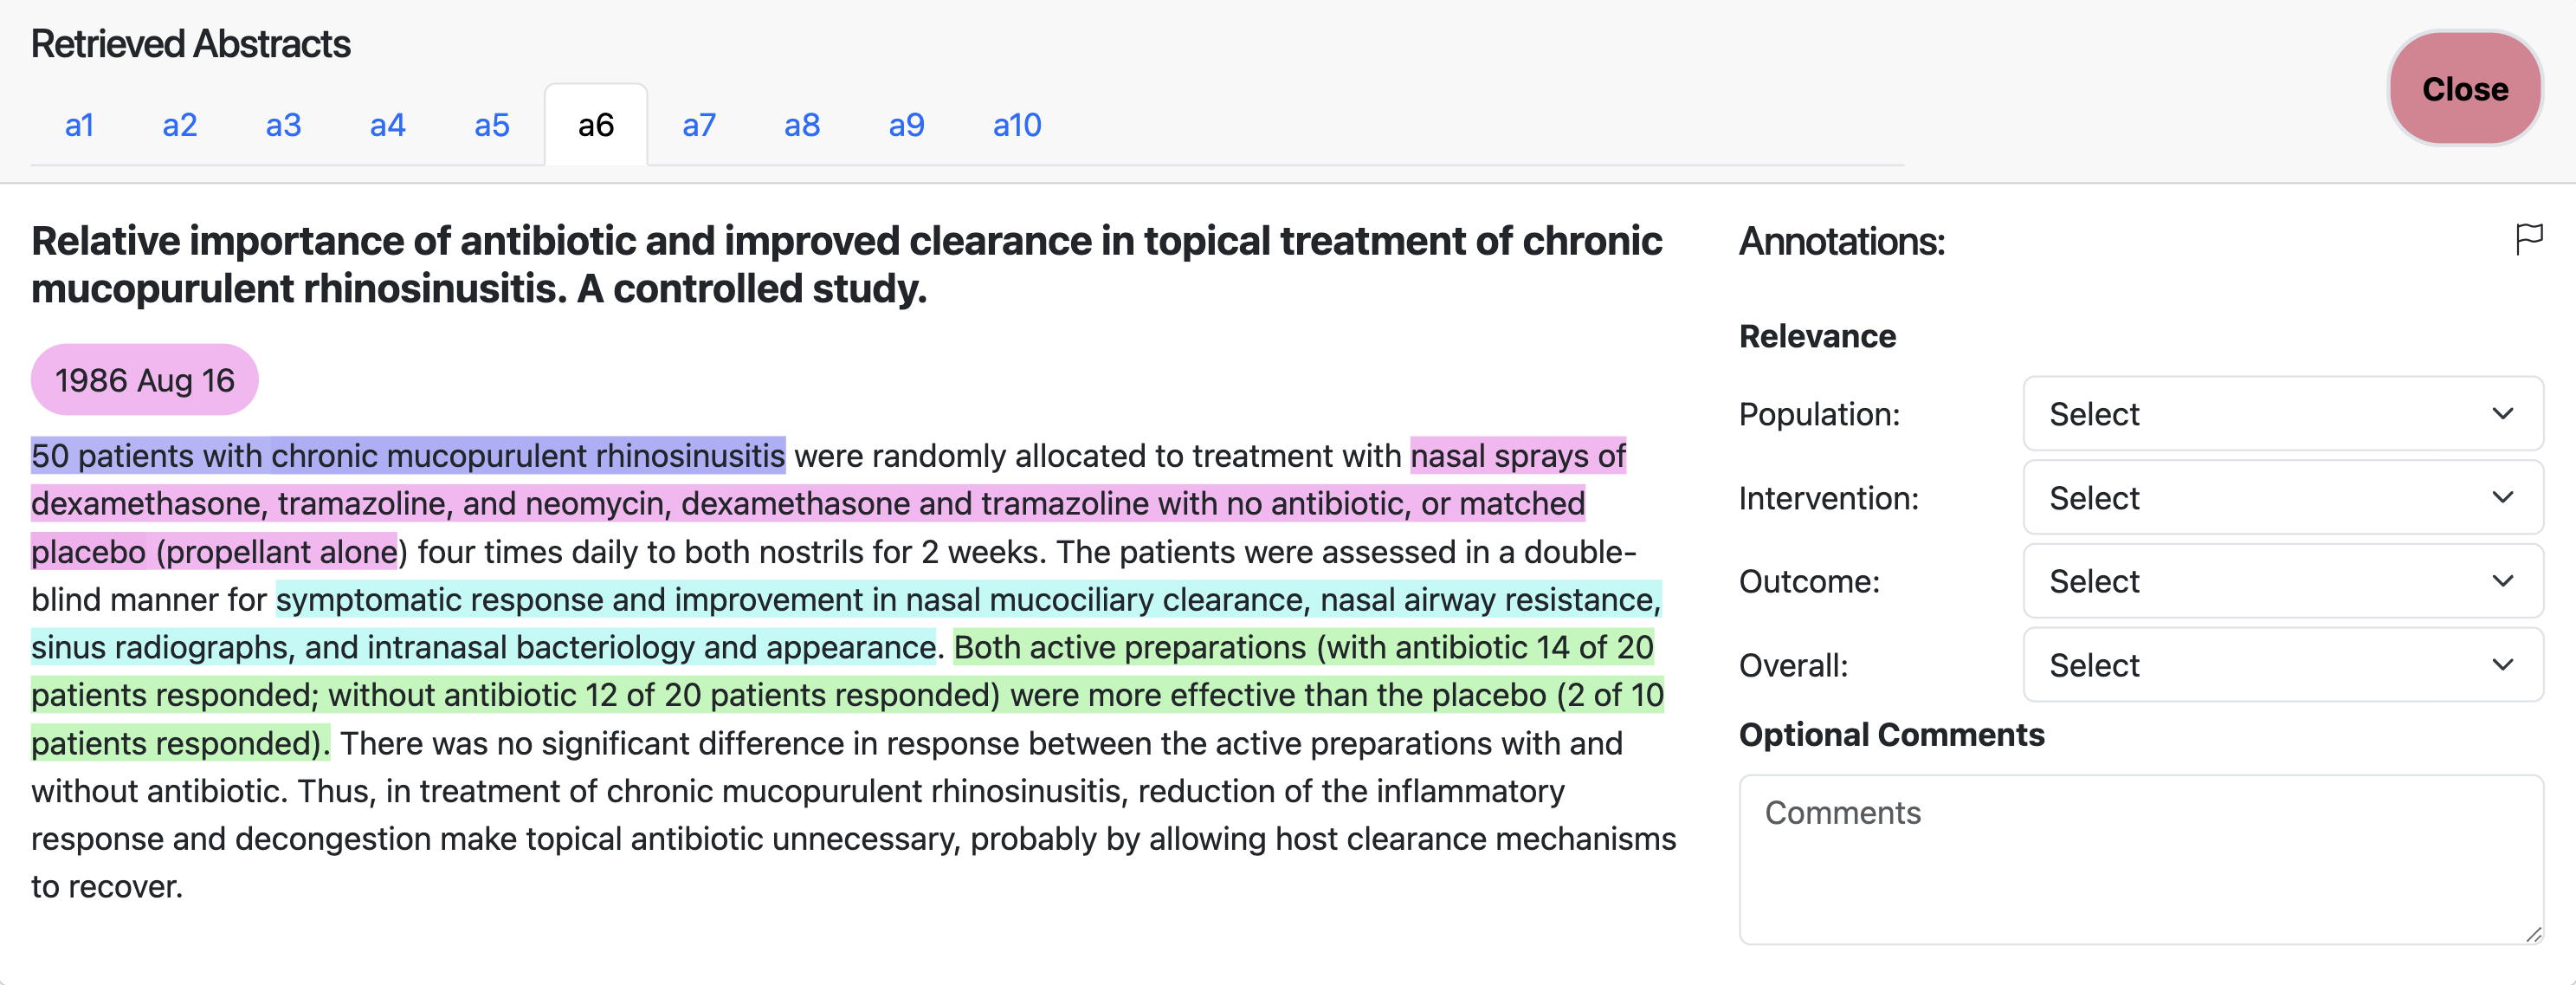 Retrieved Abstracts
Close
a1 a2 a3 a4 a5 a6 a7 a8 a9 a10
Relative importance of antibiotic and improved clearance in topical treatment of chronic
mucopurulent rhinosinusitis. A controlled study.
1986 Aug 16
50 patients with chronic mucopurulent rhinosinusitis were randomly allocated to treatment with nasal sprays of
dexamethasone, tramazoline, and neomycin, dexamethasone and tramazoline with no antibiotic, or matched
placebo (propellant alone) four times daily to both nostrils for 2 weeks. The patients were assessed in a double-
blind manner for symptomatic response and improvement in nasal mucociliary clearance, nasal airway resistance,
sinus radiographs, and intranasal bacteriology and appearance. Both active preparations (with antibiotic 14 of 20
patients responded; without antibiotic 12 of 20 patients responded) were more effective than the placebo (2 of 10
patients responded). There was no significant difference in response between the active preparations with and
without antibiotic. Thus, in treatment of chronic mucopurulent rhinosinusitis, reduction of the inflammatory
response and decongestion make topical antibiotic unnecessary, probably by allowing host clearance mechanisms
to recover.
Annotations:
Relevance
Population: Select
Intervention: Select
Outcome: Select
Overall: Select
Optional Comments
Comments